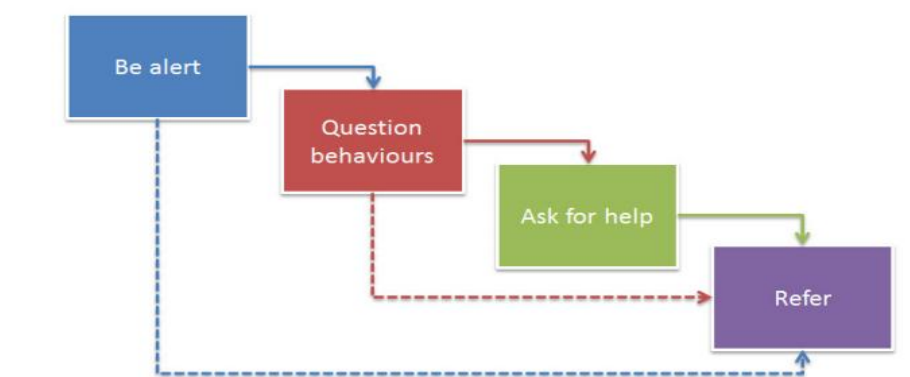 Be alert
Question
behaviours
Ask for help
Refer